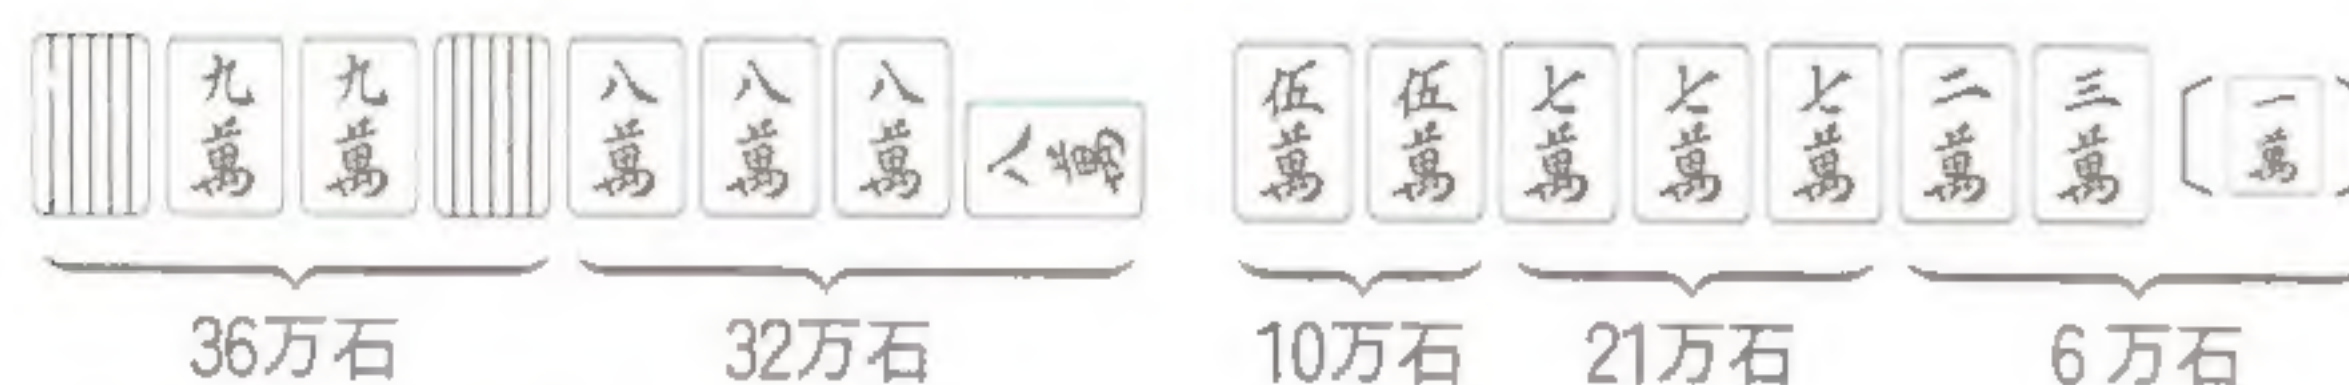 九萬 九萬 八萬 八萬 八萬 八萬 伍萬 伍萬 七萬 七萬 七萬 二萬 三萬 (一萬)
36万石 32万石 10万石 21万石 6万石